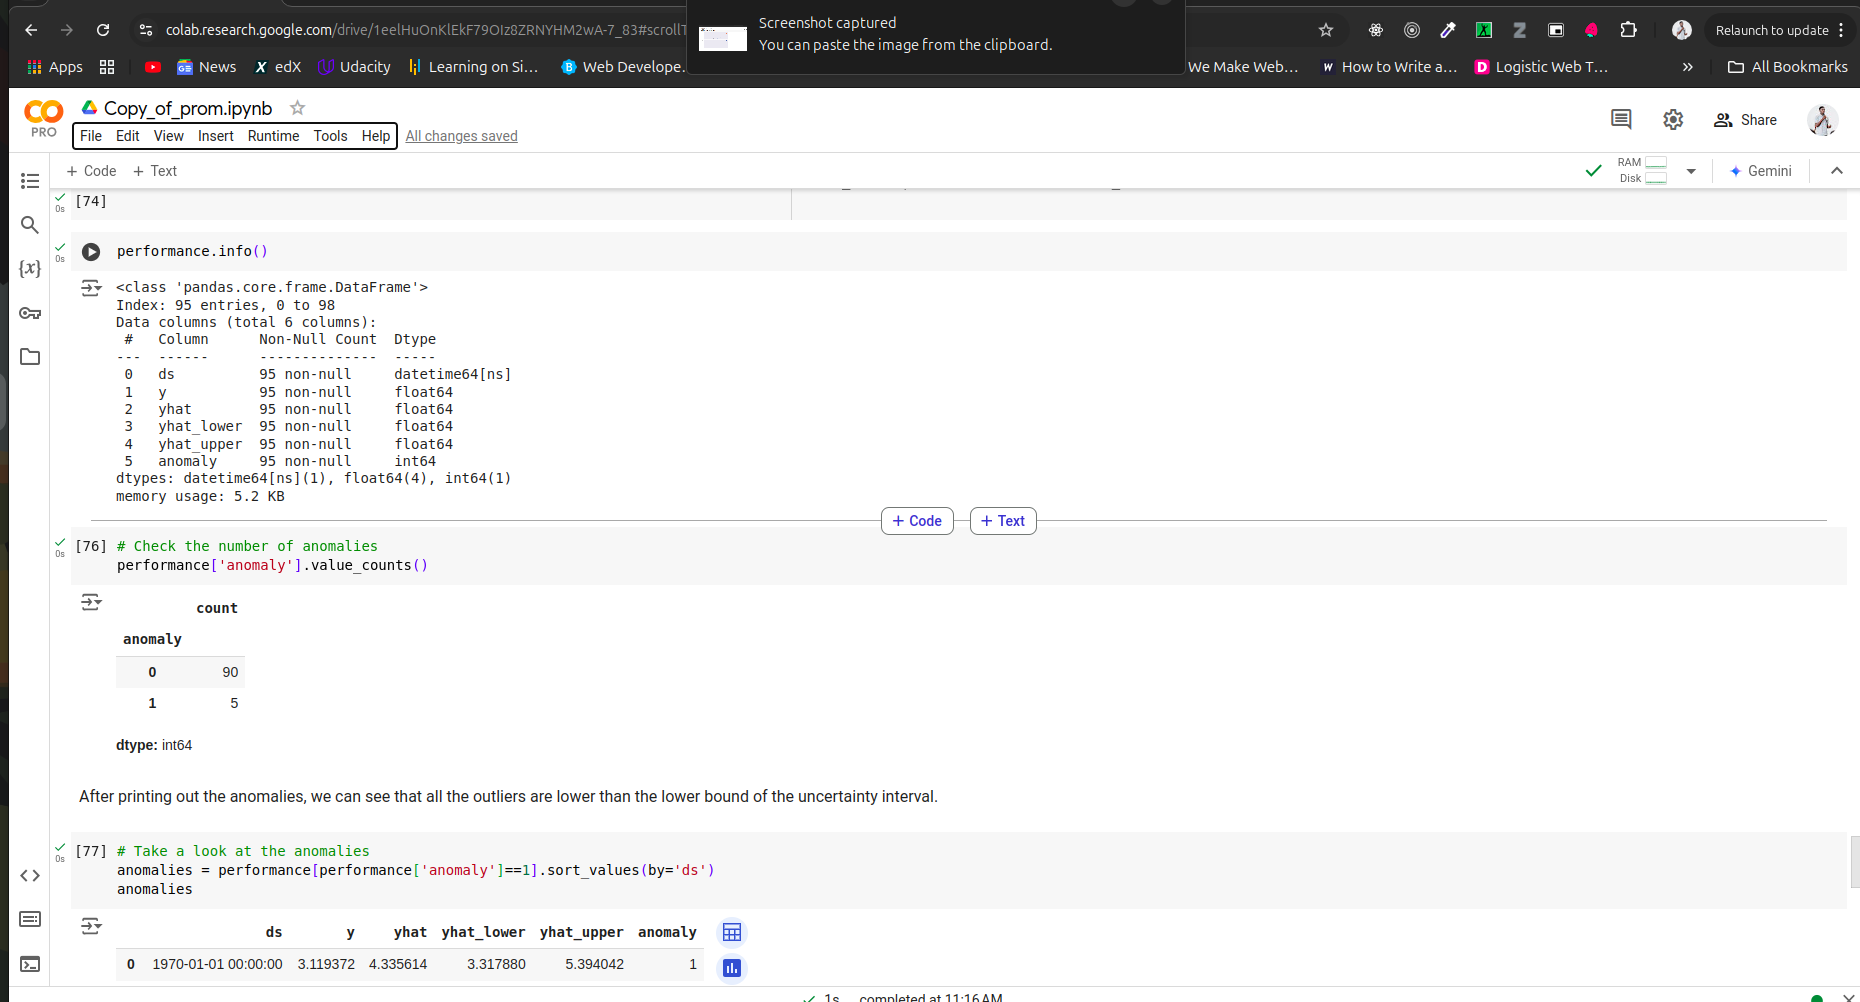 Screenshot captured
You can paste the image from the clipboard.
colab.research.google.com/drive/1eelHuOnKlEkF79OIz8ZRNYHM2wA-7_83#scrollT
Relaunch to update
Apps
News
edX
Udacity
Learning on Si...
Web Develope...
We Make Web...
How to Write a...
Logistic Web T...
All Bookmarks
Copy_of_prom.ipynb
PRO
File Edit View Insert Runtime Tools Help
All changes saved
Share
+ Code + Text
RAM
Disk
Gemini
0s
[74]
0s
performance.info()
<class 'pandas.core.frame.DataFrame'>
Index: 95 entries, 0 to 98
Data columns (total 6 columns):
# Column Non-Null Count Dtype
--- ------ -------------- -----
0 ds 95 non-null datetime64[ns]
1 y 95 non-null float64
2 yhat 95 non-null float64
3 yhat_lower 95 non-null float64
4 yhat_upper 95 non-null float64
5 anomaly 95 non-null int64
dtypes: datetime64[ns](1), float64(4), int64(1)
memory usage: 5.2 KB
+ Code + Text
0s
[76] # Check the number of anomalies
performance['anomaly'].value_counts()
count
anomaly
0 90
1 5
dtype: int64
After printing out the anomalies, we can see that all the outliers are lower than the lower bound of the uncertainty interval.
0s
[77] # Take a look at the anomalies
anomalies = performance[performance['anomaly']==1].sort_values(by='ds')
anomalies
ds y yhat yhat_lower yhat_upper anomaly
0 1970-01-01 00:00:00 3.119372 4.335614 3.317880 5.394042 1
1s completed at 11:16 AM